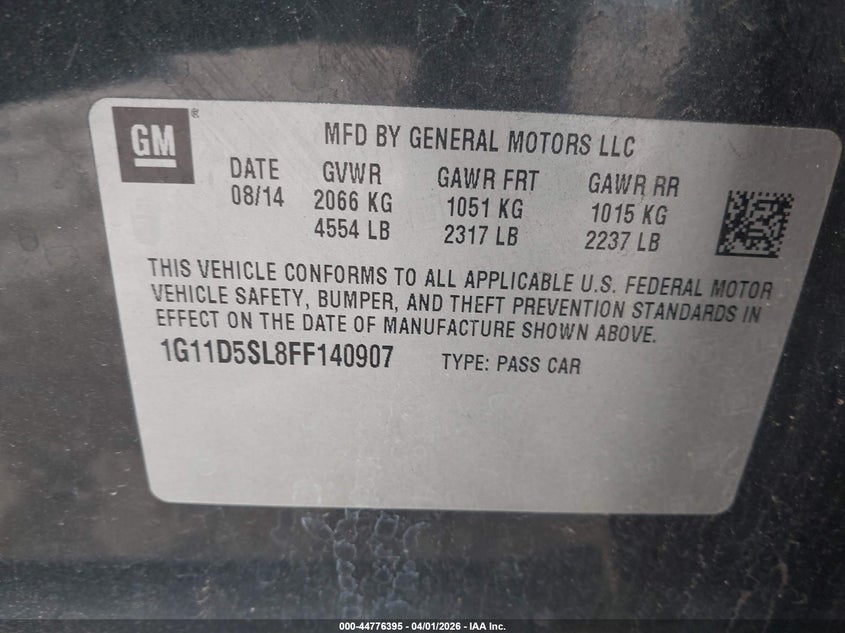 GM
®
MFD BY GENERAL MOTORS LLC
DATE GVWR GAWR FRT GAWR RR
08/14 2066 KG 1051 KG 1015 KG
4554 LB 2317 LB 2237 LB
THIS VEHICLE CONFORMS TO ALL APPLICABLE U.S. FEDERAL MOTOR
VEHICLE SAFETY, BUMPER, AND THEFT PREVENTION STANDARDS IN
EFFECT ON THE DATE OF MANUFACTURE SHOWN ABOVE.
1G11D5SL8FF140907 TYPE: PASS CAR
000-44776395 - 04/01/2026 - IAA Inc.